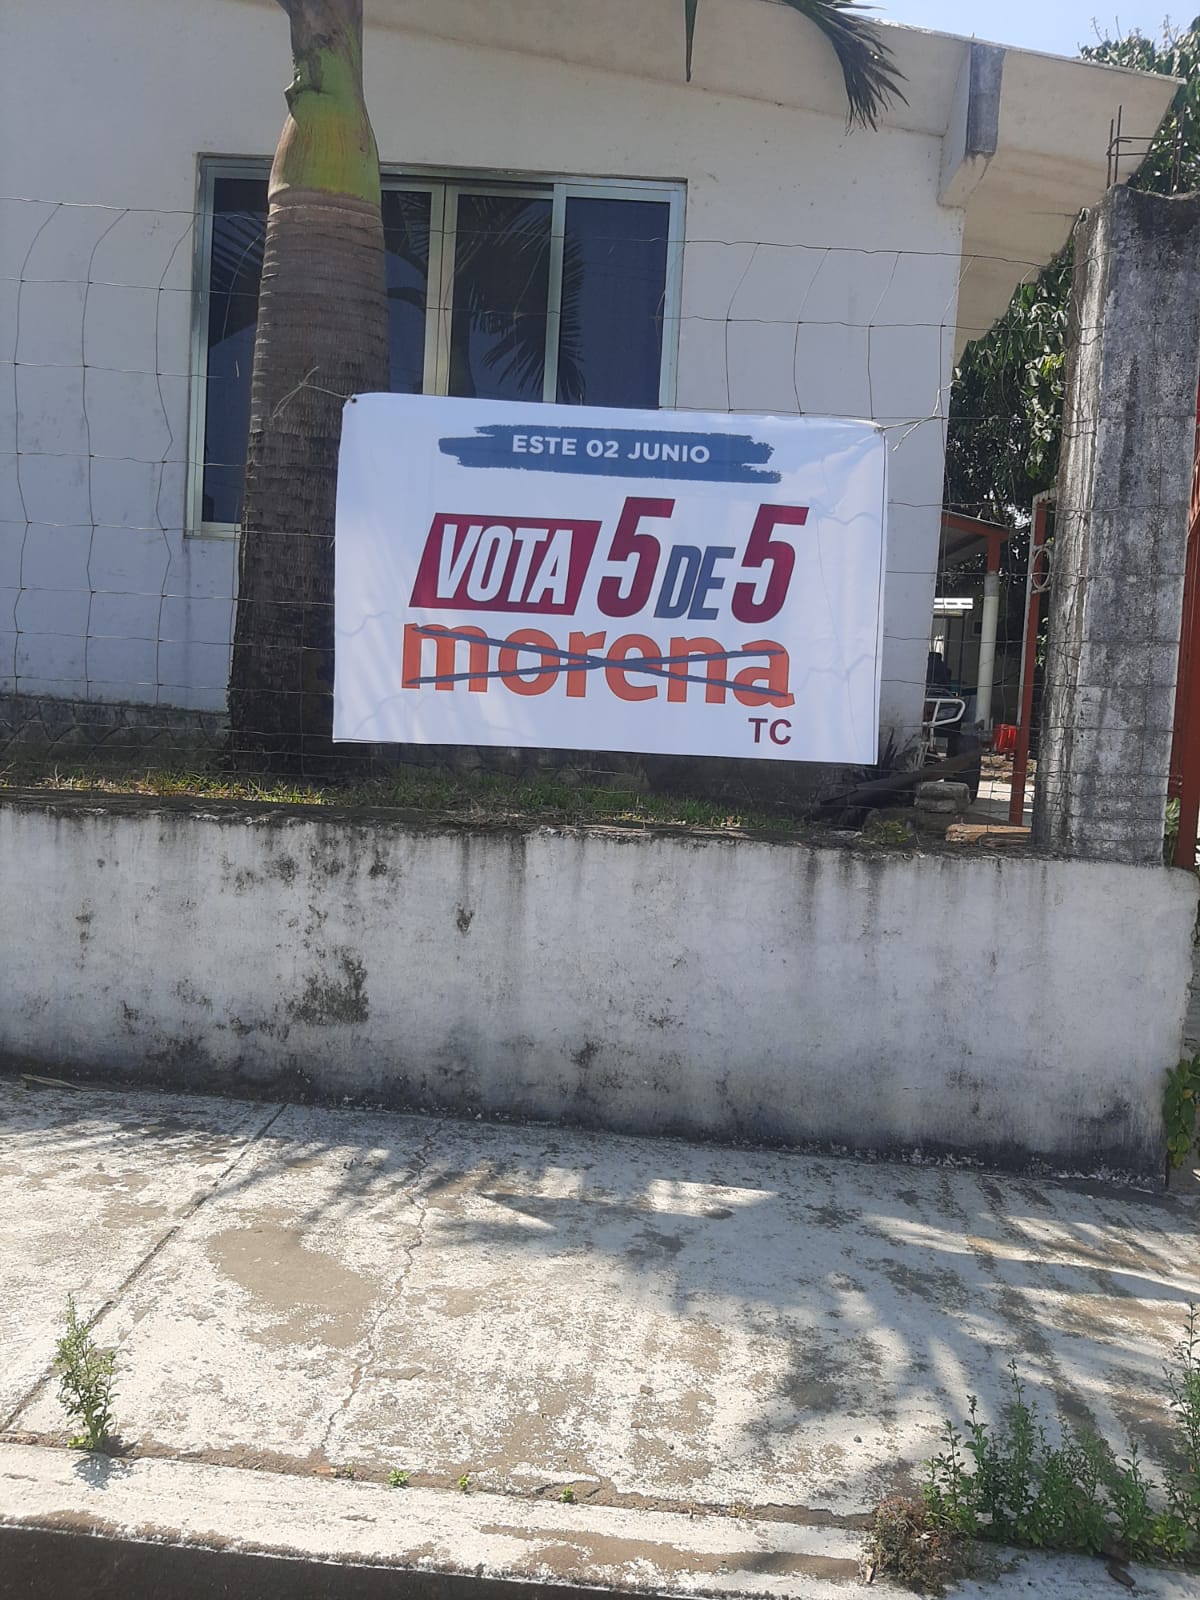 ESTE 02 JUNIO
VOTA 5 DE 5
morena
TC